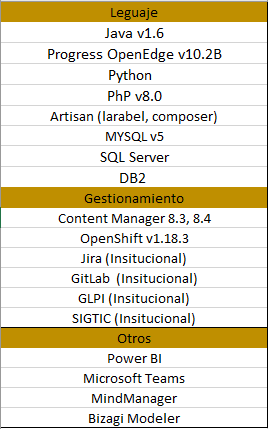 Leguaje
Java v1.6
Progress OpenEdge v10.2B
Python
PhP v8.0
Artisan (larabel, composer)
MYSQL v5
SQL Server
DB2
Gestionamiento
Content Manager 8.3, 8.4
OpenShift v1.18.3
Jira (Insitucional)
GitLab (Insitucional)
GLPI (Insitucional)
SIGTIC (Insitucional)
Otros
Power BI
Microsoft Teams
MindManager
Bizagi Modeler